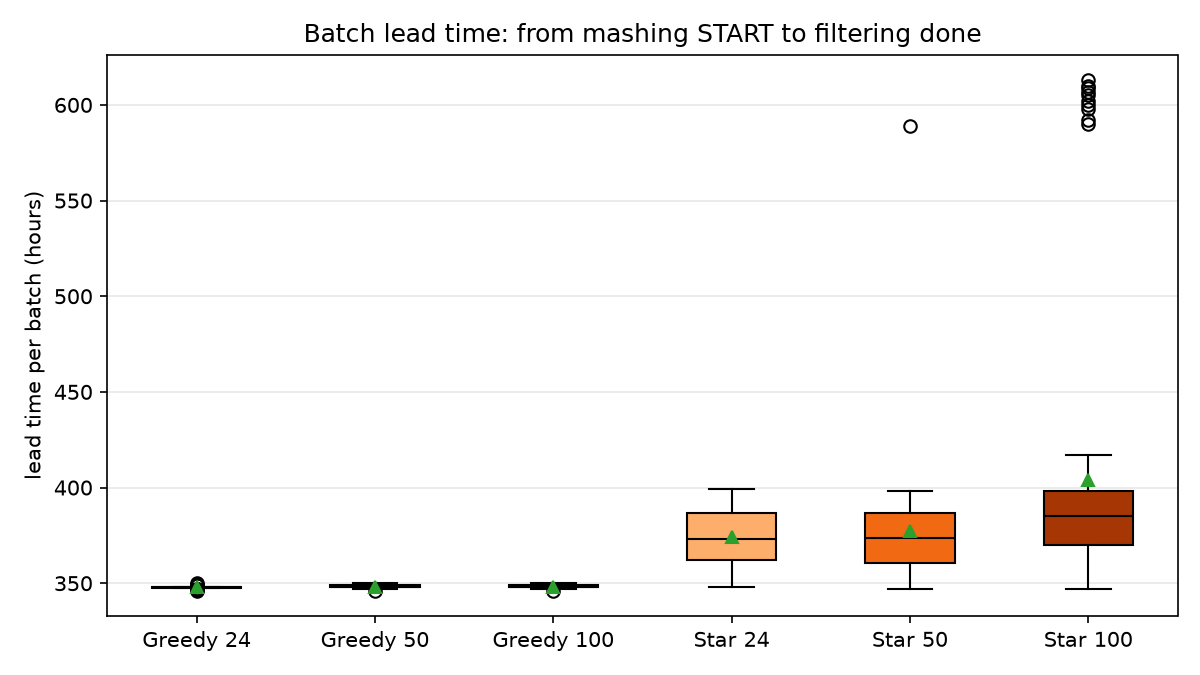 Batch lead time: from mashing START to filtering done
lead time per batch (hours)
600
550
500
450
400
350
Greedy 24
Greedy 50
Greedy 100
Star 24
Star 50
Star 100